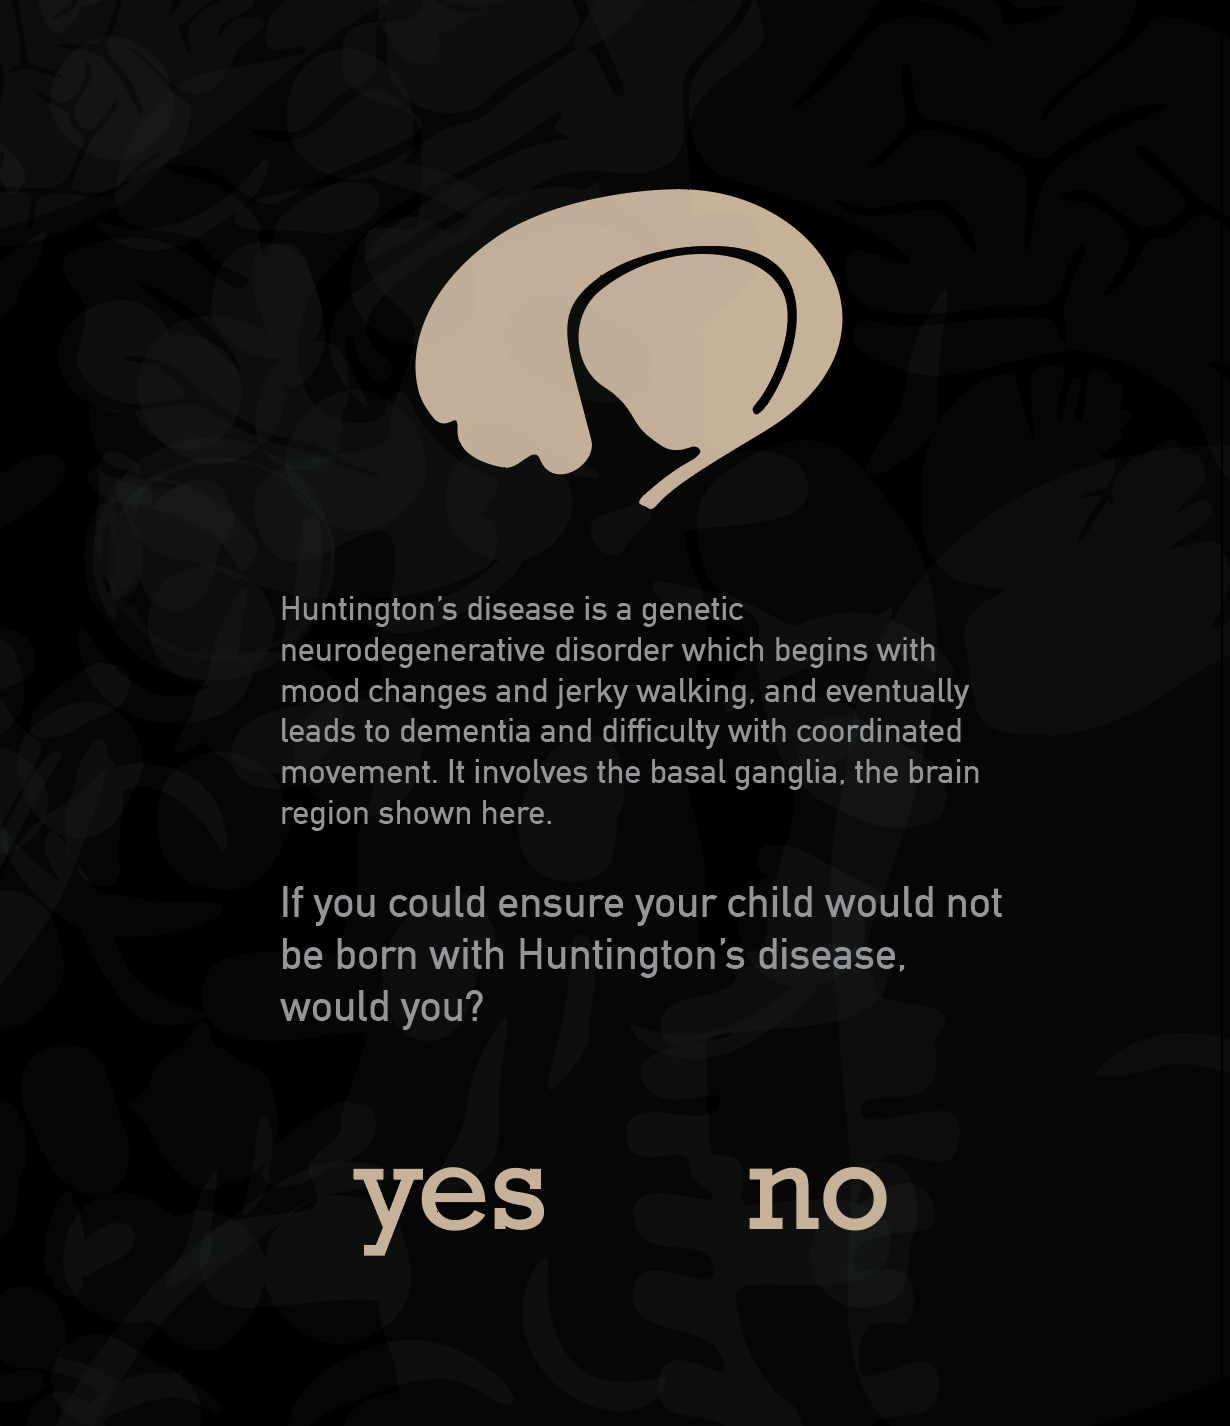 Huntington’s disease is a genetic
neurodegenerative disorder which begins with
mood changes and jerky walking, and eventually
leads to dementia and difficulty with coordinated
movement. It involves the basal ganglia, the brain
region shown here.
If you could ensure your child would not
be born with Huntington’s disease,
would you?
yes no